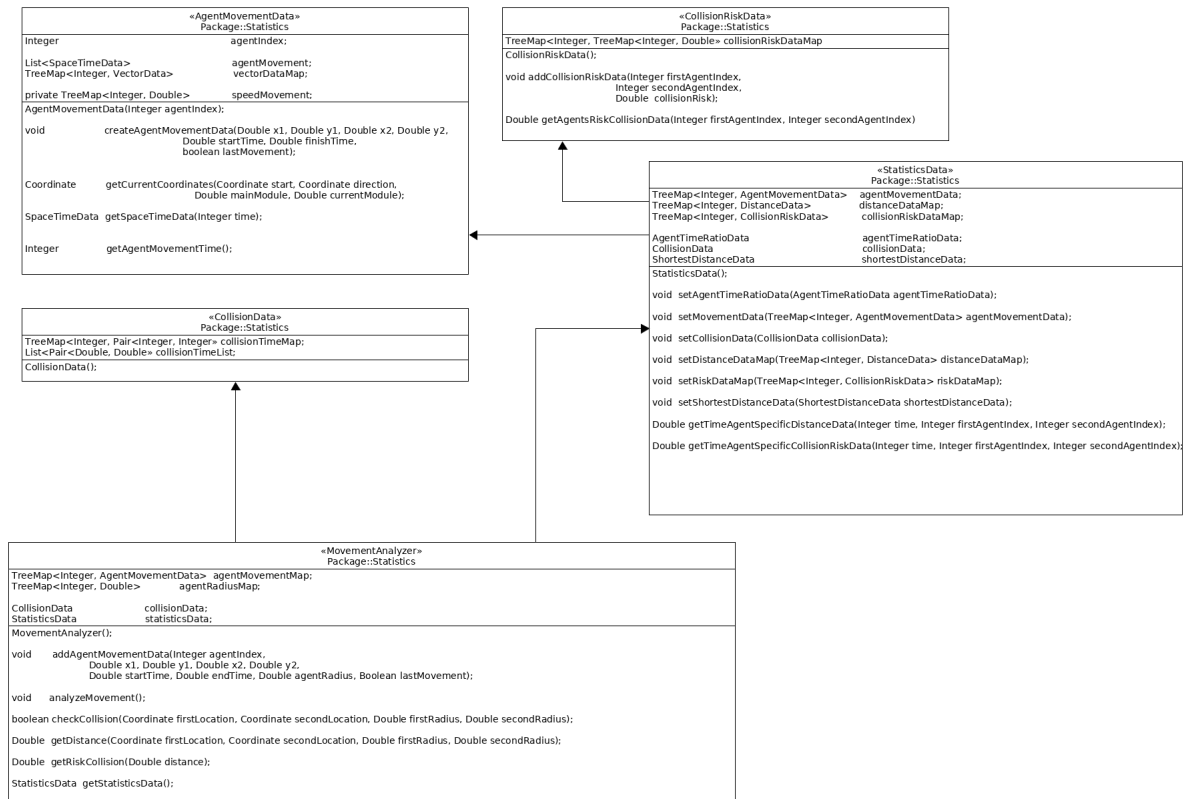 «AgentMovementData»
Package::Statistics
Integer agentIndex;
List<SpaceTimeData> agentMovement;
TreeMap<Integer, VectorData> vectorDataMap;
private TreeMap<Integer, Double> speedMovement;
AgentMovementData(Integer agentIndex);
void createAgentMovementData(Double x1, Double y1, Double x2, Double y2,
Double startTime, Double finishTime,
boolean lastMovement);
Coordinate getCurrentCoordinates(Coordinate start, Coordinate direction,
Double mainModule, Double currentModule);
SpaceTimeData getSpaceTimeData(Integer time);
Integer getAgentMovementTime();
«CollisionRiskData»
Package::Statistics
TreeMap<Integer, TreeMap<Integer, Double» collisionRiskDataMap
CollisionRiskData();
void addCollisionRiskData(Integer firstAgentIndex,
Integer secondAgentIndex,
Double collisionRisk);
Double getAgentsRiskCollisionData(Integer firstAgentIndex, Integer secondAgentIndex)
«StatisticsData»
Package::Statistics
TreeMap<Integer, AgentMovementData> agentMovementData;
TreeMap<Integer, DistanceData> distanceDataMap;
TreeMap<Integer, CollisionRiskData> collisionRiskDataMap;
AgentTimeRatioData agentTimeRatioData;
CollisionData collisionData;
ShortestDistanceData shortestDistanceData;
StatisticsData();
void setAgentTimeRatioData(AgentTimeRatioData agentTimeRatioData);
void setMovementData(TreeMap<Integer, AgentMovementData> agentMovementData);
void setCollisionData(CollisionData collisionData);
void setDistanceDataMap(TreeMap<Integer, DistanceData> distanceDataMap);
void setRiskDataMap(TreeMap<Integer, CollisionRiskData> riskDataMap);
void setShortestDistanceData(ShortestDistanceData shortestDistanceData);
Double getTimeAgentSpecificDistanceData(Integer time, Integer firstAgentIndex, Integer secondAgentIndex);
Double getTimeAgentSpecificCollisionRiskData(Integer time, Integer firstAgentIndex, Integer secondAgentIndex);
«CollisionData»
Package::Statistics
TreeMap<Integer, Pair<Integer, Integer» collisionTimeMap;
List<Pair<Double, Double» collisionTimeList;
CollisionData();
«MovementAnalyzer»
Package::Statistics
TreeMap<Integer, AgentMovementData> agentMovementMap;
TreeMap<Integer, Double> agentRadiusMap;
CollisionData collisionData;
StatisticsData statisticsData;
MovementAnalyzer();
void addAgentMovementData(Integer agentIndex,
Double x1, Double y1, Double x2, Double y2,
Double startTime, Double endTime, Double agentRadius, Boolean lastMovement);
void analyzeMovement();
boolean checkCollision(Coordinate firstLocation, Coordinate secondLocation, Double firstRadius, Double secondRadius);
Double getDistance(Coordinate firstLocation, Coordinate secondLocation, Double firstRadius, Double secondRadius);
Double getRiskCollision(Double distance);
StatisticsData getStatisticsData();